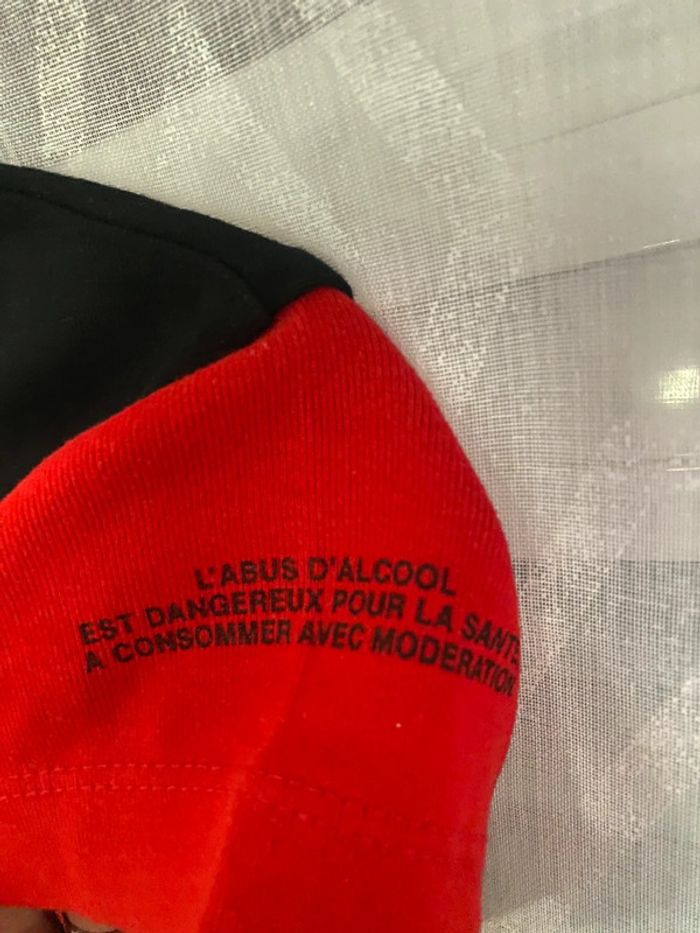 L'ABUS D'ALCOOL
EST DANGEREUX POUR LA SANTE
A CONSOMMER AVEC MODERATION